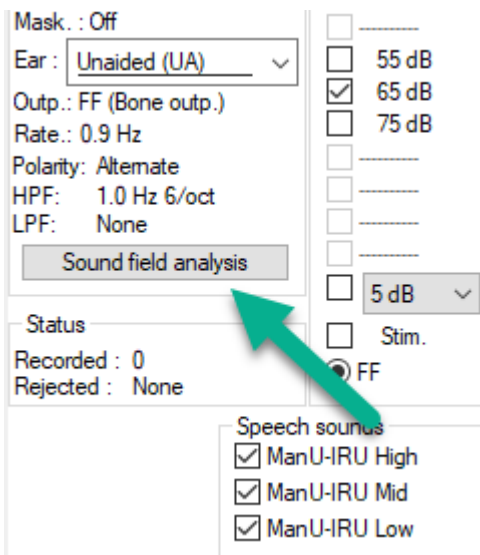 Mask. : Off
Ear : Unaided (UA)
Outp.: FF (Bone outp.)
Rate.: 0.9 Hz
Polarity: Alternate
HPF: 1.0 Hz 6/oct
LPF: None
Sound field analysis
Status
Recorded : 0
Rejected : None
----------
55 dB
65 dB
75 dB
----------
----------
----------
----------
5 dB
Stim.
FF
Speech sounds
ManU-IRU High
ManU-IRU Mid
ManU-IRU Low